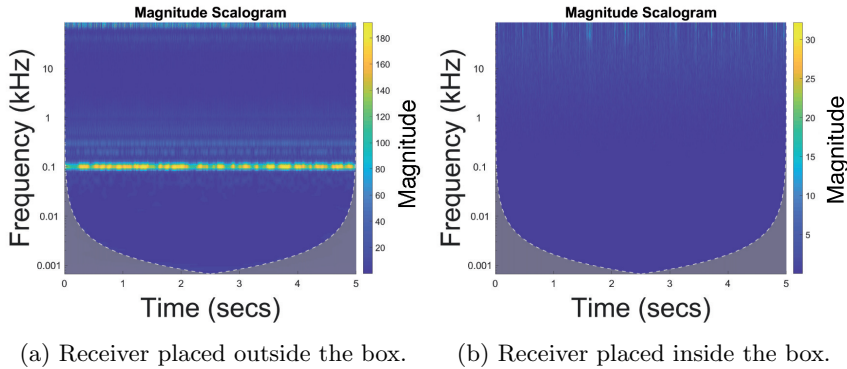 Magnitude Scalogram
Frequency (kHz)
10
1
0.1
0.01
0.001
0 1 2 3 4 5
Time (secs)
180
160
140
120
100
80
60
40
20
Magnitude
(a) Receiver placed outside the box.
Magnitude Scalogram
Frequency (kHz)
10
1
0.1
0.01
0.001
0 1 2 3 4 5
Time (secs)
30
25
20
15
10
5
Magnitude
(b) Receiver placed inside the box.